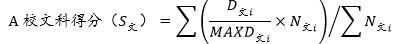 A 校文科得分（S文）= ∑ (D文i / MAXD文i × N文i) / ∑ N文i